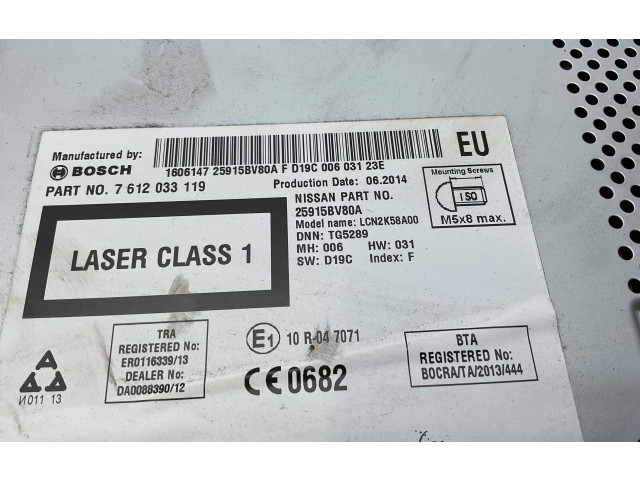 Manufactured by:
BOSCH
1606147 25915BV80A F D19C 006 031 23E
EU
PART NO. 7 612 033 119
Production Date: 06.2014
NISSAN PART NO.
25915BV80A
Model name: LCN2K58A00
DNN: TG5289
MH: 006 HW: 031
SW: D19C Index: F
Mounting Screws
ISO
M5x8 max.
LASER CLASS 1
TRA
REGISTERED No:
ER0116339/13
DEALER No:
DA0088390/12
E1 10 R-04 7071
CE0682
BTA
REGISTERED No:
BOCRA/TA/2013/444
A
И011 13